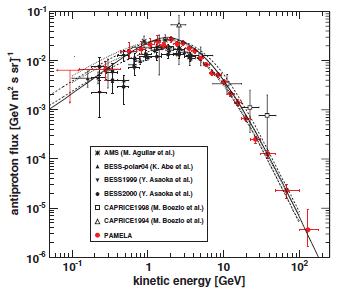 10⁻¹
10⁻²
10⁻³
10⁻⁴
10⁻⁵
10⁻⁶
antiproton flux [GeV m² s sr]⁻¹
AMS (M. Aguilar et al.)
BESS-polar04 (K. Abe et al.)
BESS1999 (Y. Asaoka et al.)
BESS2000 (Y. Asaoka et al.)
CAPRICE1998 (M. Boezio et al.)
CAPRICE1994 (M. Boezio et al.)
PAMELA
10⁻¹ 1 10 10²
kinetic energy [GeV]